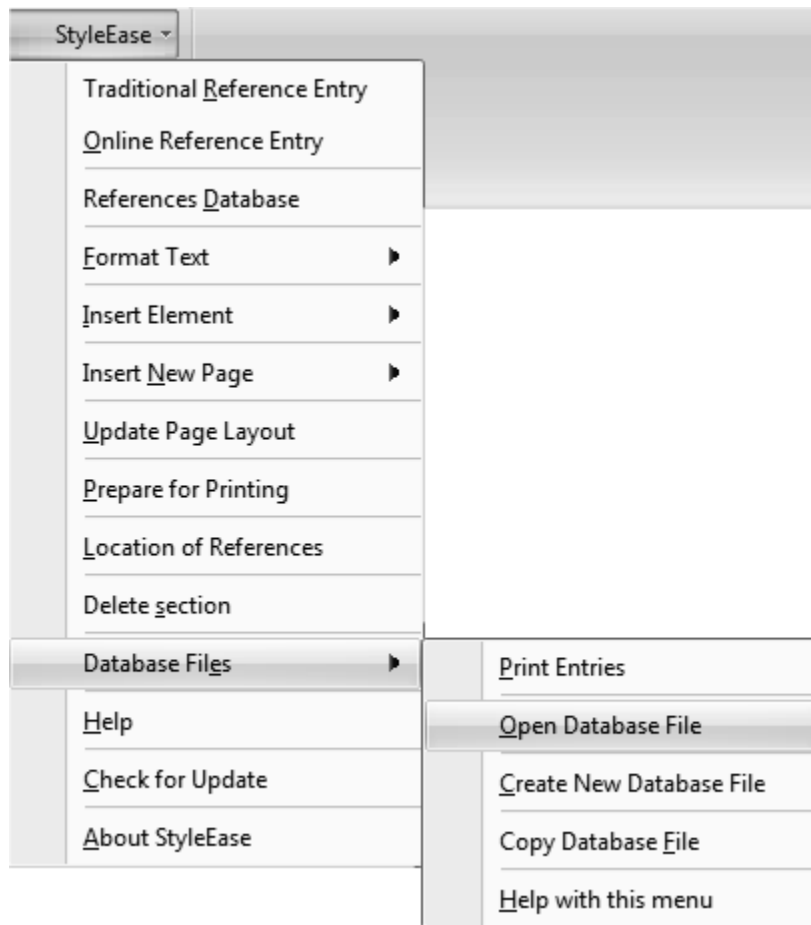 StyleEase
Traditional Reference Entry
Online Reference Entry
References Database
Format Text
Insert Element
Insert New Page
Update Page Layout
Prepare for Printing
Location of References
Delete section
Database Files
Print Entries
Open Database File
Create New Database File
Copy Database File
Help with this menu
Help
Check for Update
About StyleEase